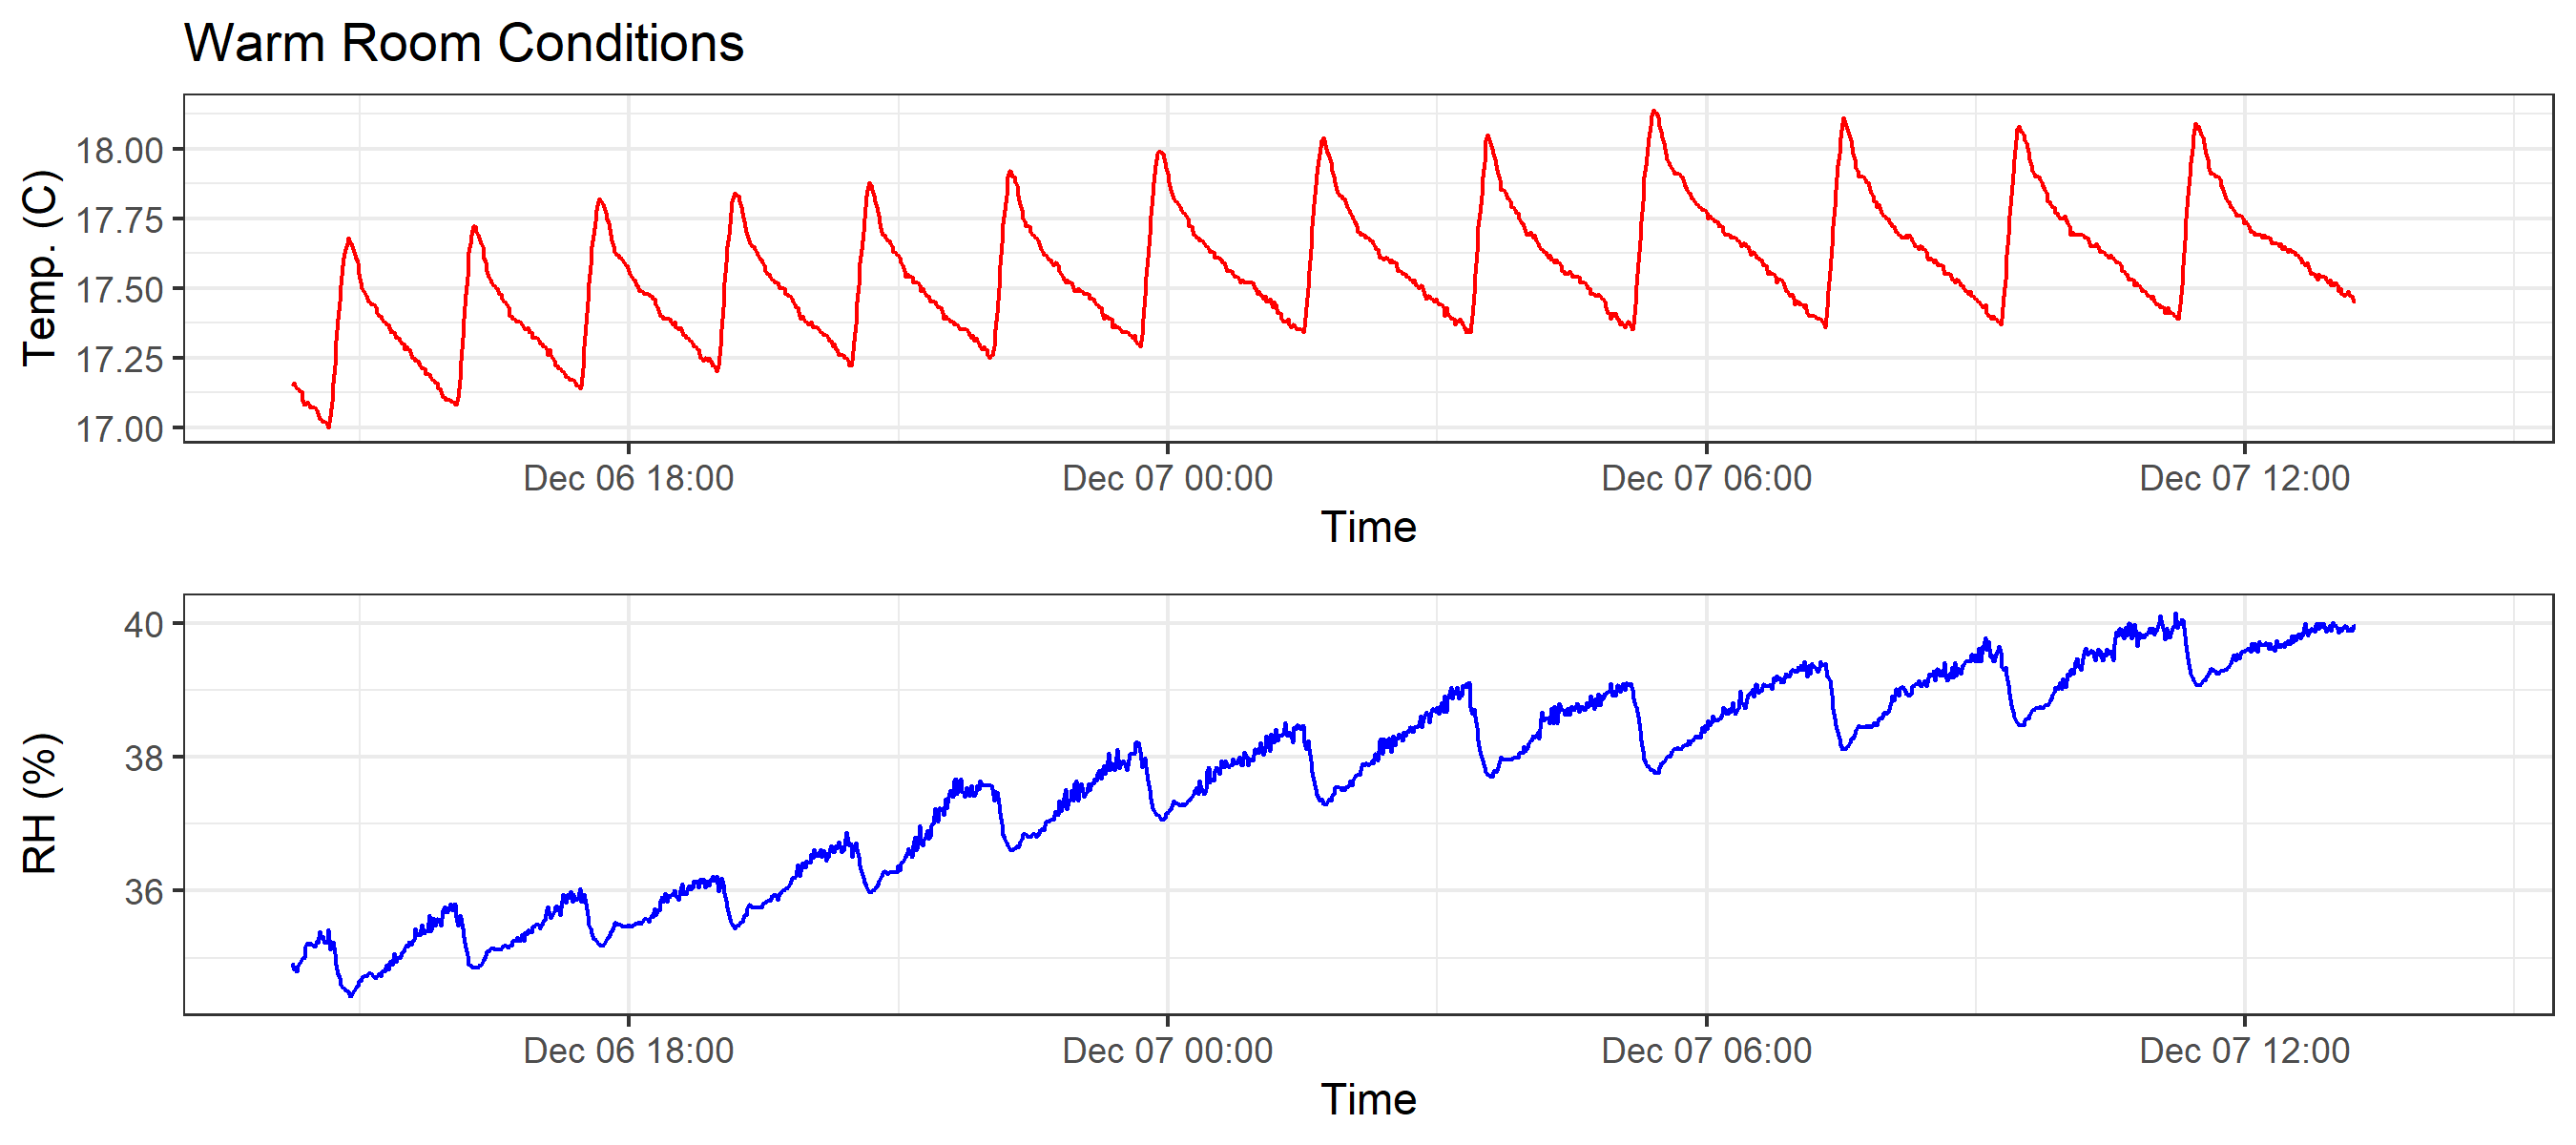 Warm Room Conditions
Temp. (C)
18.00
17.75
17.50
17.25
17.00
Dec 06 18:00 Dec 07 00:00 Dec 07 06:00 Dec 07 12:00
Time
RH (%)
40
38
36
Dec 06 18:00 Dec 07 00:00 Dec 07 06:00 Dec 07 12:00
Time